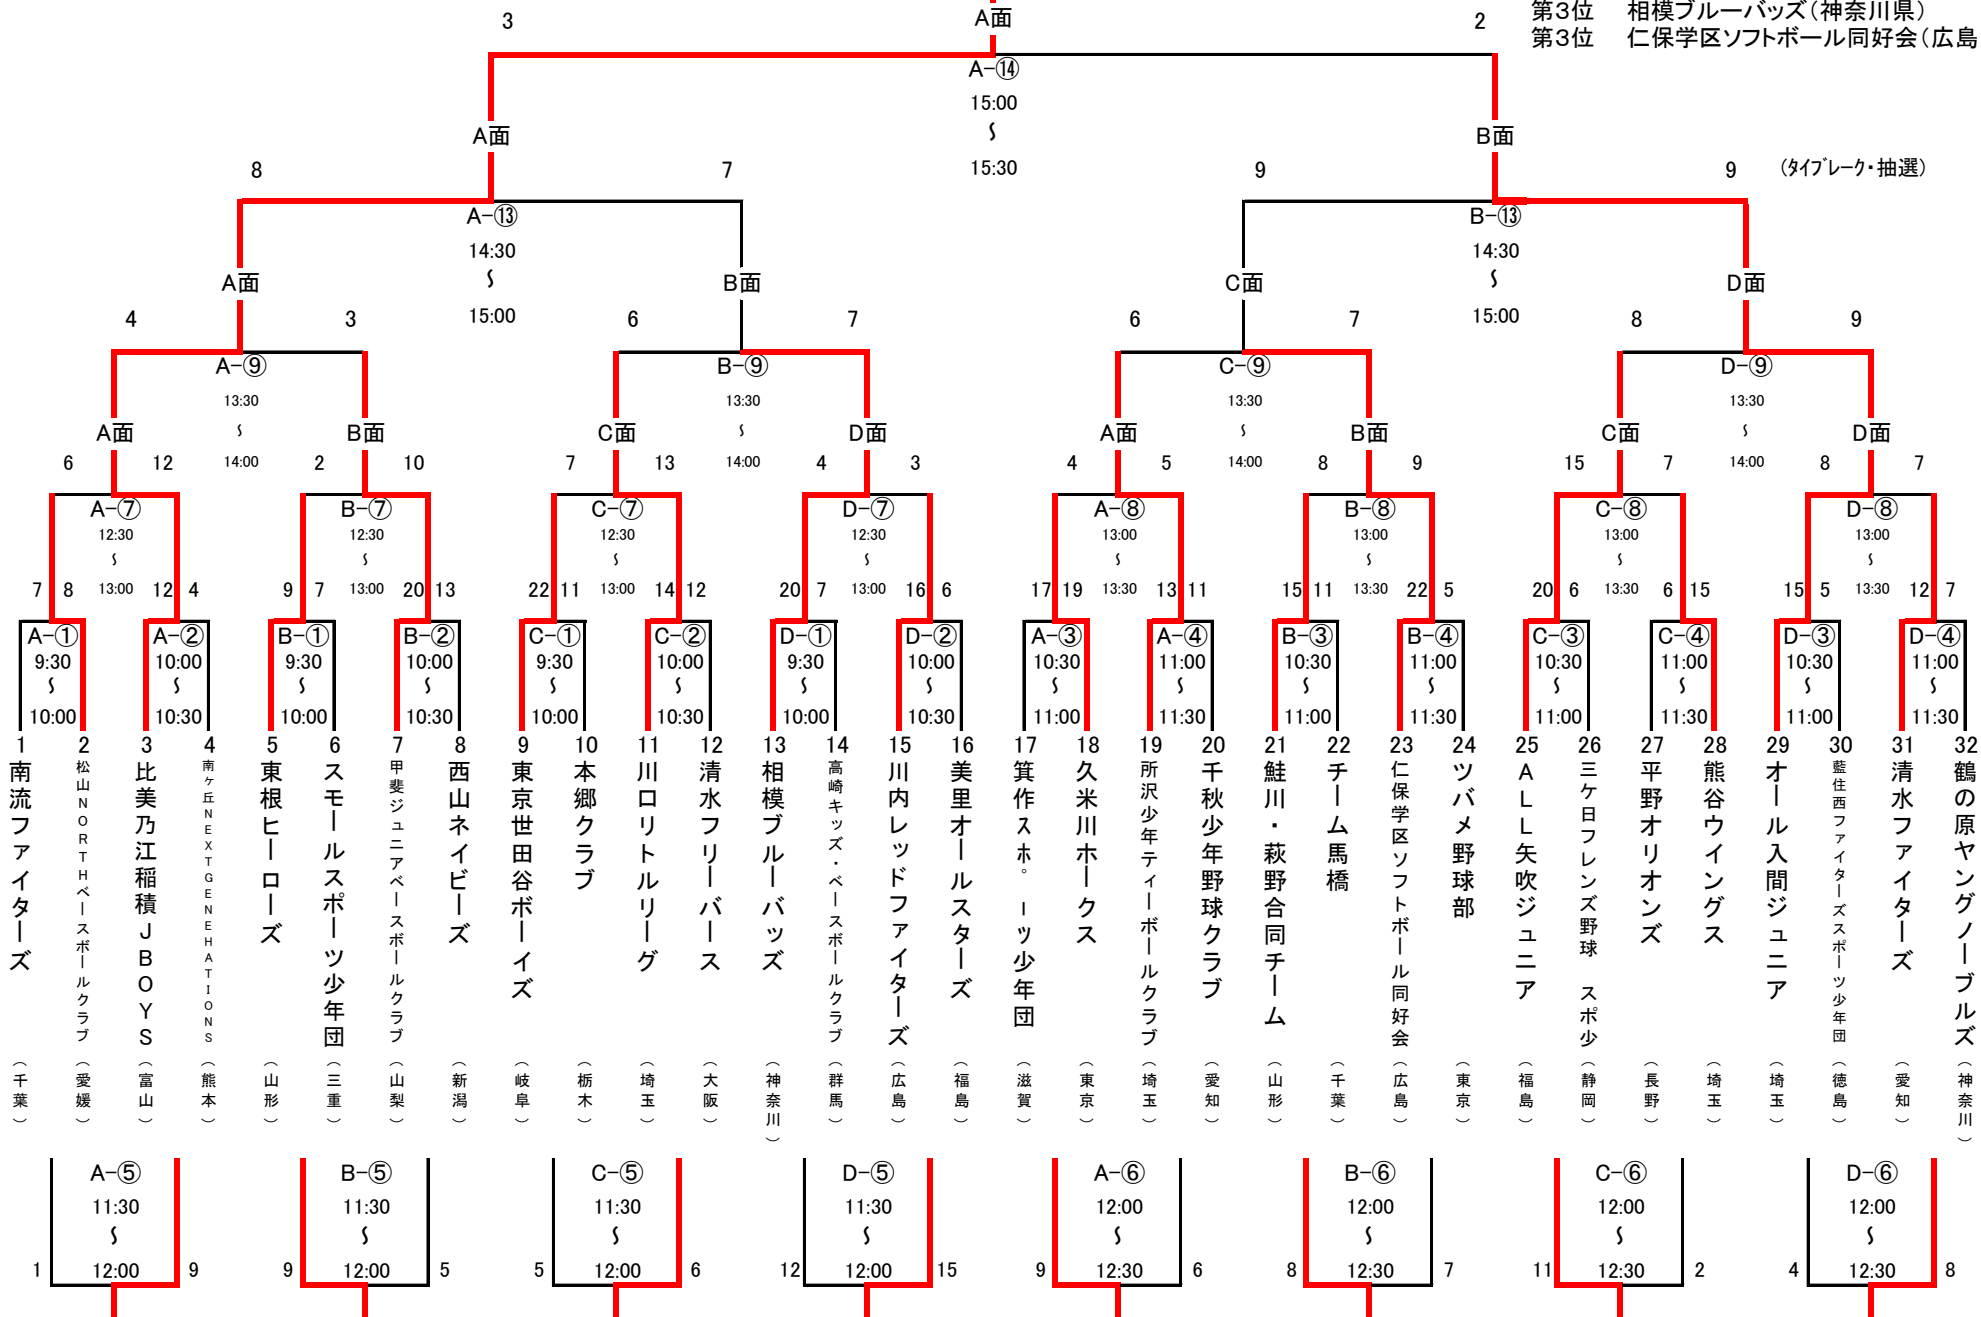 第3位 相模ブルーバッズ(神奈川県)
3 A面 2
第3位 仁保学区ソフトボール同好会(広島
A-⑭
15:00
~
15:30
A面 B面
8 7 9 9 (タイブレーク・抽選)
A-⑬ B-⑬
14:30 14:30
~ ~
15:00 15:00
A面 B面 C面 D面
4 3 6 7 6 7 8 9
A-⑨ B-⑨ C-⑨ D-⑨
13:30 13:30 13:30 13:30
~ ~ ~ ~
14:00 14:00 14:00 14:00
A面 B面 C面 D面 A面 B面 C面 D面
6 12 2 10 7 13 4 3 4 5 8 9 15 7 8 7
A-⑦ B-⑦ C-⑦ D-⑦ A-⑧ B-⑧ C-⑧ D-⑧
12:30 12:30 12:30 12:30 13:00 13:00 13:00 13:00
~ ~ ~ ~ ~ ~ ~ ~
13:00 13:00 13:00 13:00 13:30 13:30 13:30 13:30
7 8 12 4 9 7 20 13 22 11 14 12 20 7 16 6 17 19 13 11 15 11 22 5 20 6 6 15 15 5 12 7
A-① A-② B-① B-② C-① C-② D-① D-② A-③ A-④ B-③ B-④ C-③ C-④ D-③ D-④
9:30 10:00 9:30 10:00 9:30 10:00 9:30 10:00 10:30 11:00 10:30 11:00 10:30 11:00 10:30 11:00
~ ~ ~ ~ ~ ~ ~ ~ ~ ~ ~ ~ ~ ~ ~ ~
10:00 10:30 10:00 10:30 10:00 10:30 10:00 10:30 11:00 11:30 11:00 11:30 11:00 11:30 11:00 11:30
1 南流ファイターズ (千葉)
2 松山NORTHベースボールクラブ (愛媛)
3 比美乃江稲積JBOYS (富山)
4 南ヶ丘NEXTGENEHATIONS (熊本)
5 東根ヒーローズ (山形)
6 スモールスポーツ少年団 (三重)
7 甲斐ジュニアベースボールクラブ (山梨)
8 西山ネイビーズ (新潟)
9 東京世田谷ボーイズ (岐阜)
10 本郷クラブ (栃木)
11 川口リトルリーグ (埼玉)
12 清水フリーバース (大阪)
13 相模ブルーバッズ (神奈川)
14 高崎キッズ・ベースボールクラブ (群馬)
15 川内レッドファイターズ (広島)
16 美里オールスターズ (福島)
17 箕作スホ゜ーツ少年団 (滋賀)
18 久米川ホークス (東京)
19 所沢少年ティーボールクラブ (埼玉)
20 千秋少年野球クラブ (愛知)
21 鮭川・萩野合同チーム (山形)
22 チーム馬橋 (千葉)
23 仁保学区ソフトボール同好会 (広島)
24 ツバメ野球部 (東京)
25 ALL矢吹ジュニア (福島)
26 三ケ日フレンズ野球 スポ少 (静岡)
27 平野オリオンズ (長野)
28 熊谷ウイングス (埼玉)
29 オール入間ジュニア (埼玉)
30 藍住西ファイターズスポーツ少年団 (徳島)
31 清水ファイターズ (愛知)
32 鶴の原ヤングノーブルズ (神奈川)
A-⑤ B-⑤ C-⑤ D-⑤ A-⑥ B-⑥ C-⑥ D-⑥
11:30 11:30 11:30 11:30 12:00 12:00 12:00 12:00
~ ~ ~ ~ ~ ~ ~ ~
1 12:00 9 9 12:00 5 5 12:00 6 12 12:00 15 9 12:30 6 8 12:30 7 11 12:30 2 4 12:30 8